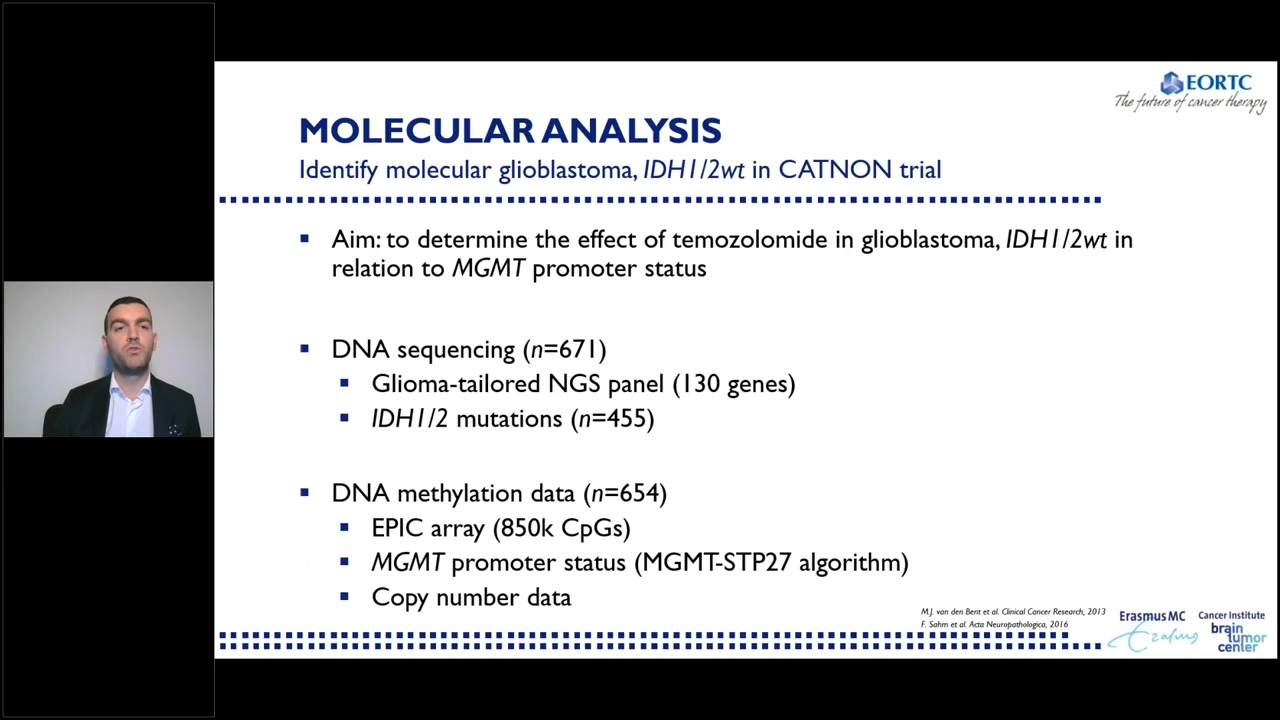 EORTC
The future of cancer therapy
MOLECULAR ANALYSIS
Identify molecular glioblastoma, IDH1/2wt in CATNON trial
▪ Aim: to determine the effect of temozolomide in glioblastoma, IDH1/2wt in
relation to MGMT promoter status
▪ DNA sequencing (n=671)
▪ Glioma-tailored NGS panel (130 genes)
▪ IDH1/2 mutations (n=455)
▪ DNA methylation data (n=654)
▪ EPIC array (850k CpGs)
▪ MGMT promoter status (MGMT-STP27 algorithm)
▪ Copy number data
M.J. van den Bent et al. Clinical Cancer Research, 2013
F. Sahm et al. Acta Neuropathologica, 2016
Erasmus MC
Erasmus
Cancer Institute
brain
tumor
center